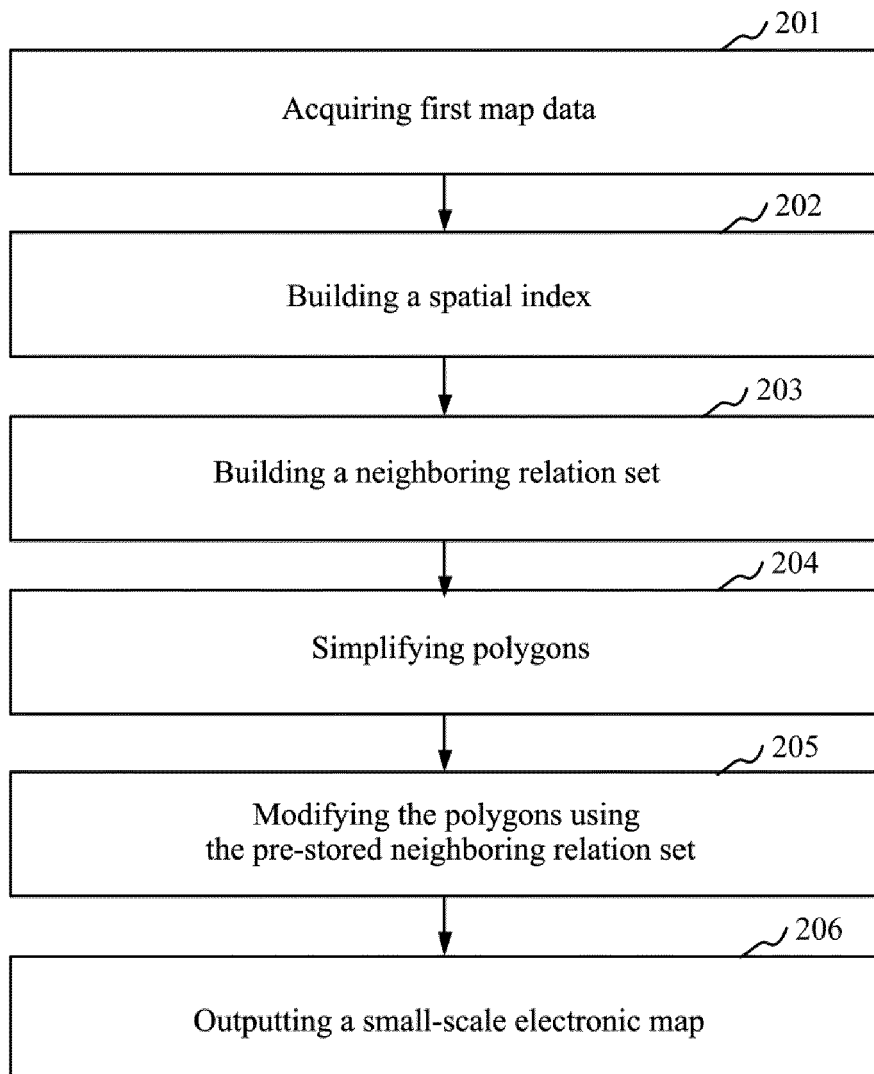 201
Acquiring first map data
202
Building a spatial index
203
Building a neighboring relation set
204
Simplifying polygons
205
Modifying the polygons using
the pre-stored neighboring relation set
206
Outputting a small-scale electronic map